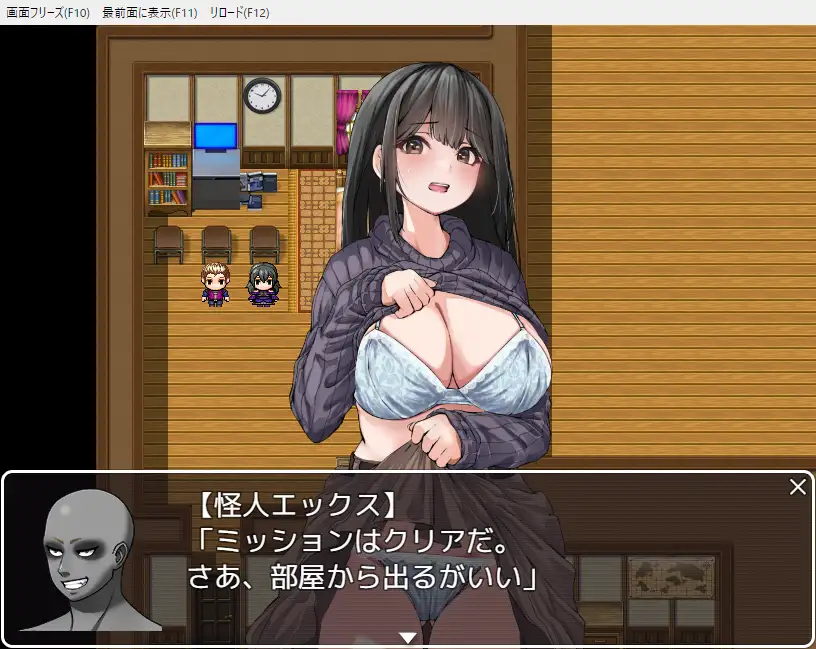 画面フリーズ(F10) 最前面に表示(F11) リロード(F12)
【怪人エックス】
「ミッションはクリアだ。
さあ、部屋から出るがいい」